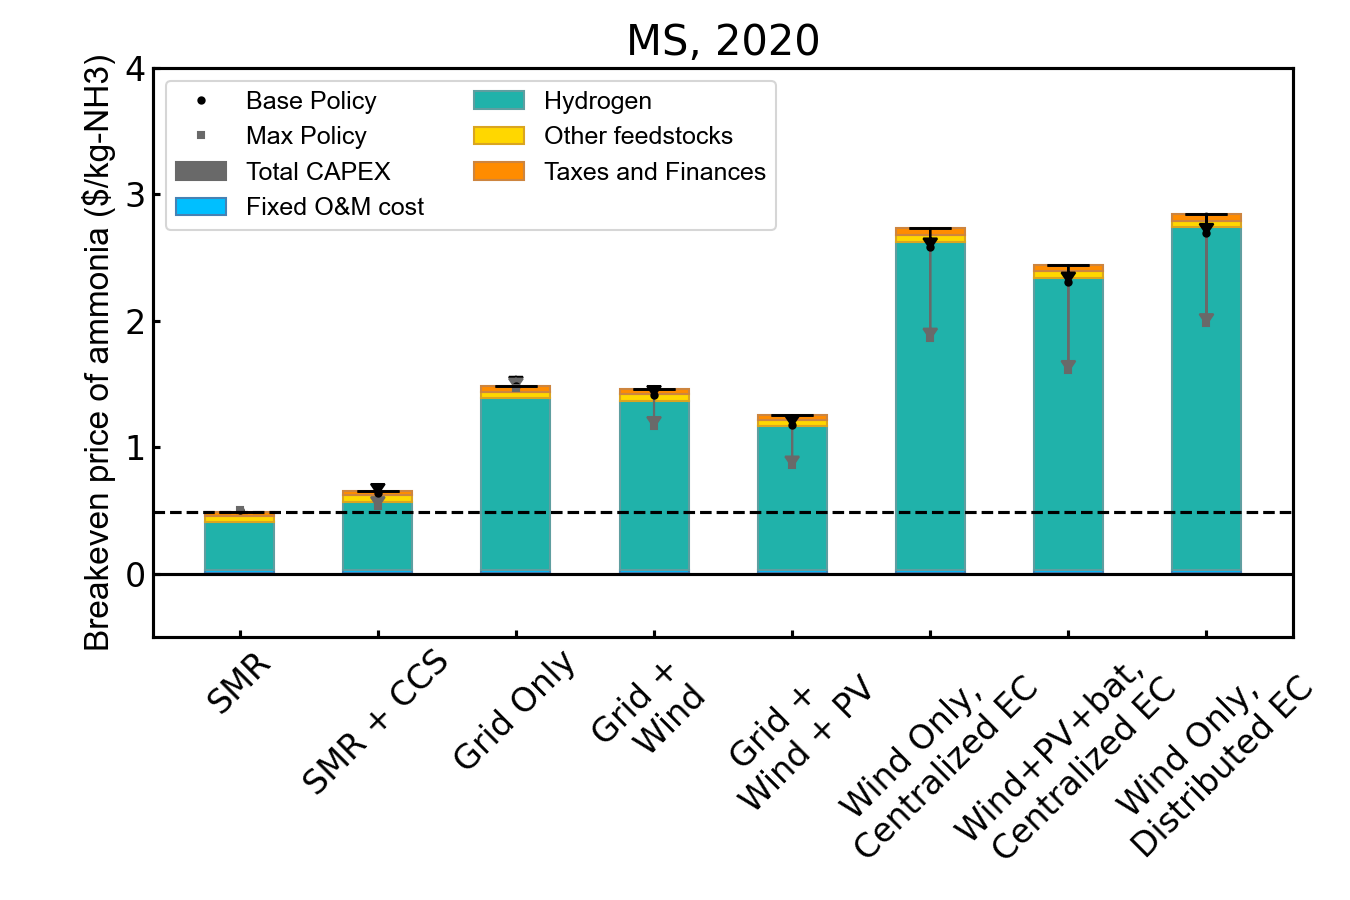 MS, 2020
Breakeven price of ammonia ($/kg-NH3)
4
3
2
1
0
Base Policy
Max Policy
Total CAPEX
Fixed O&M cost
Hydrogen
Other feedstocks
Taxes and Finances
SMR
SMR + CCS
Grid Only
Grid +
Wind
Grid +
Wind + PV
Wind Only,
Centralized EC
Wind+PV+bat,
Centralized EC
Wind Only,
Distributed EC